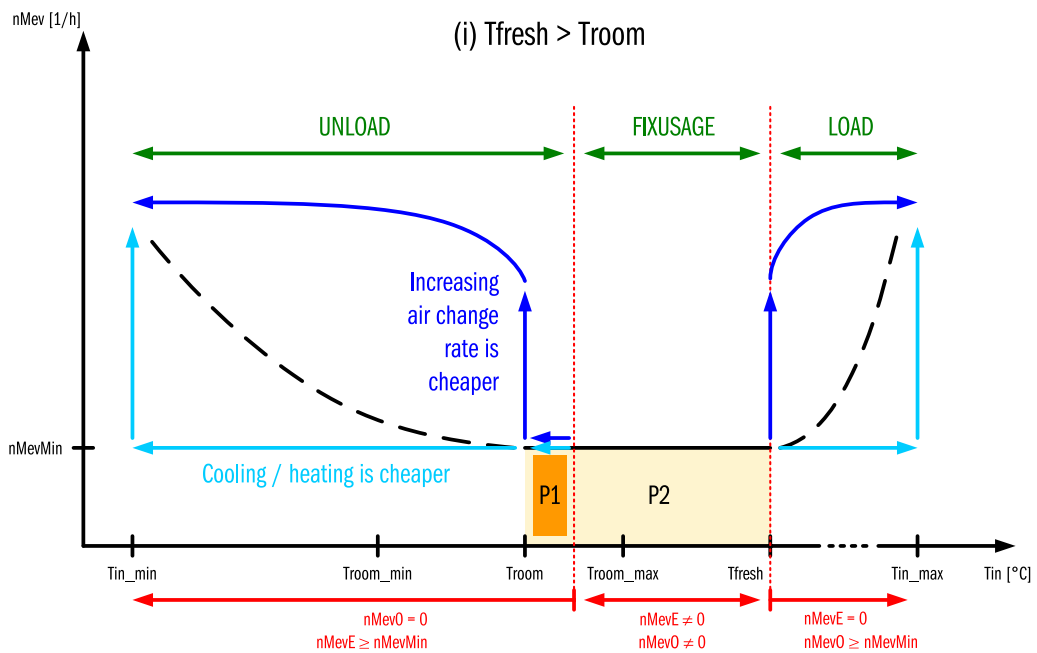 nMev [1/h]
(i) Tfresh > Troom
UNLOAD
FIXUSAGE
LOAD
Increasing
air change
rate is
cheaper
nMevMin
Cooling / heating is cheaper
P1
P2
Tin_min
Troom_min
Troom
Troom_max
Tfresh
Tin_max
Tin [°C]
nMevO = 0
nMevE ≥ nMevMin
nMevE ≠ 0
nMevO ≠ 0
nMevE = 0
nMevO ≥ nMevMin